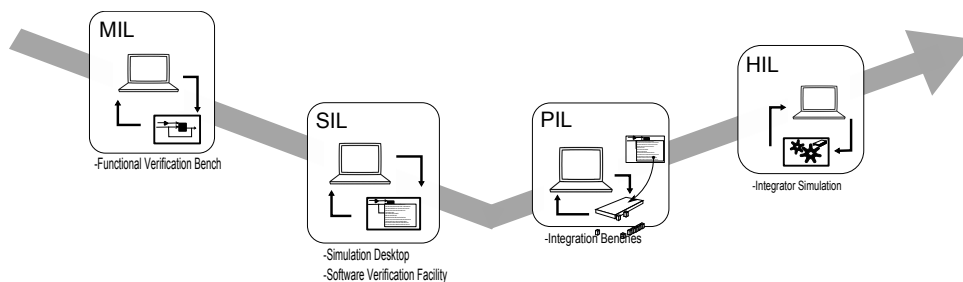 MIL
-Functional Verification Bench
SIL
-Simulation Desktop
-Software Verification Facility
PIL
-Integration Benches
HIL
-Integrator Simulation